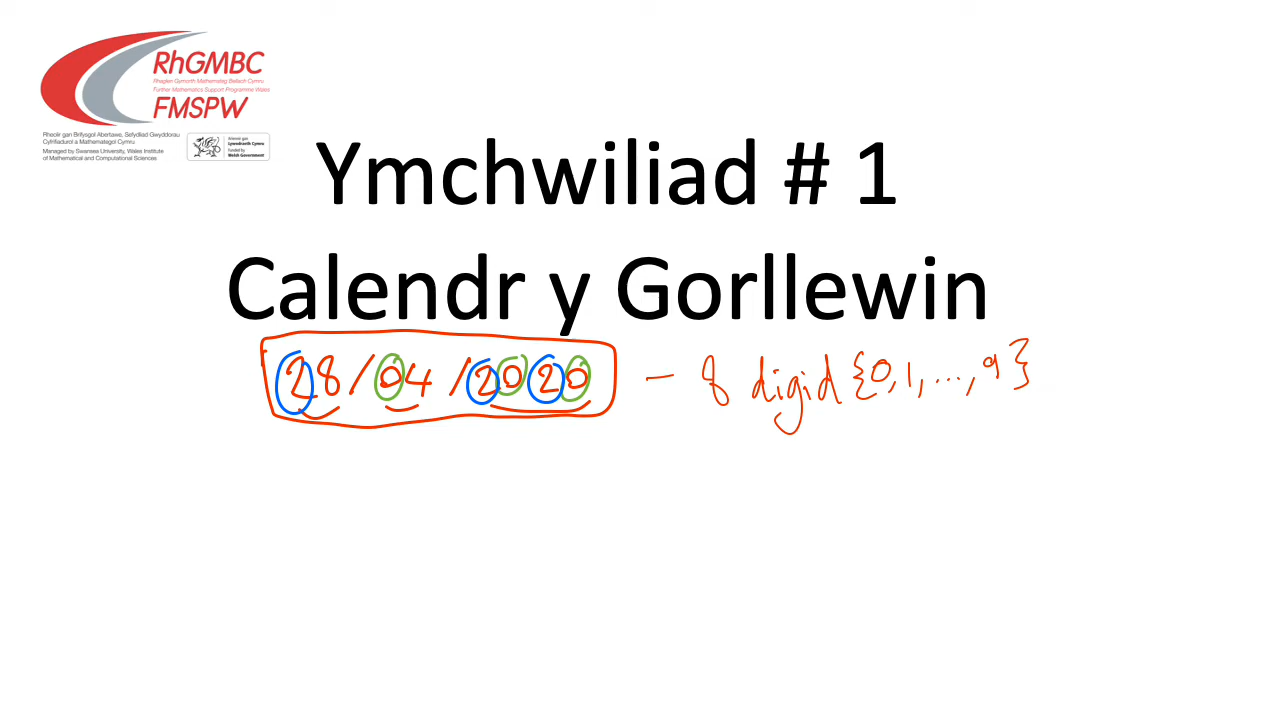 RhGMBC
Rhaglen Gymorth Mathemateg Bellach Cymru
Further Mathematics Support Programme Wales
FMSPW
Rheolir gan Brifysgol Abertawe, Sefydliad Gwyddorau
Cyfrifiadurol a Mathemategol Cymru
Managed by Swansea University, Wales Institute
of Mathematical and Computational Sciences
Ariennir gan
Lywodraeth Cymru
Funded by
Welsh Government
Ymchwiliad # 1
Calendr y Gorllewin
28/04/2020 – 8 digid {0,1,...,9}